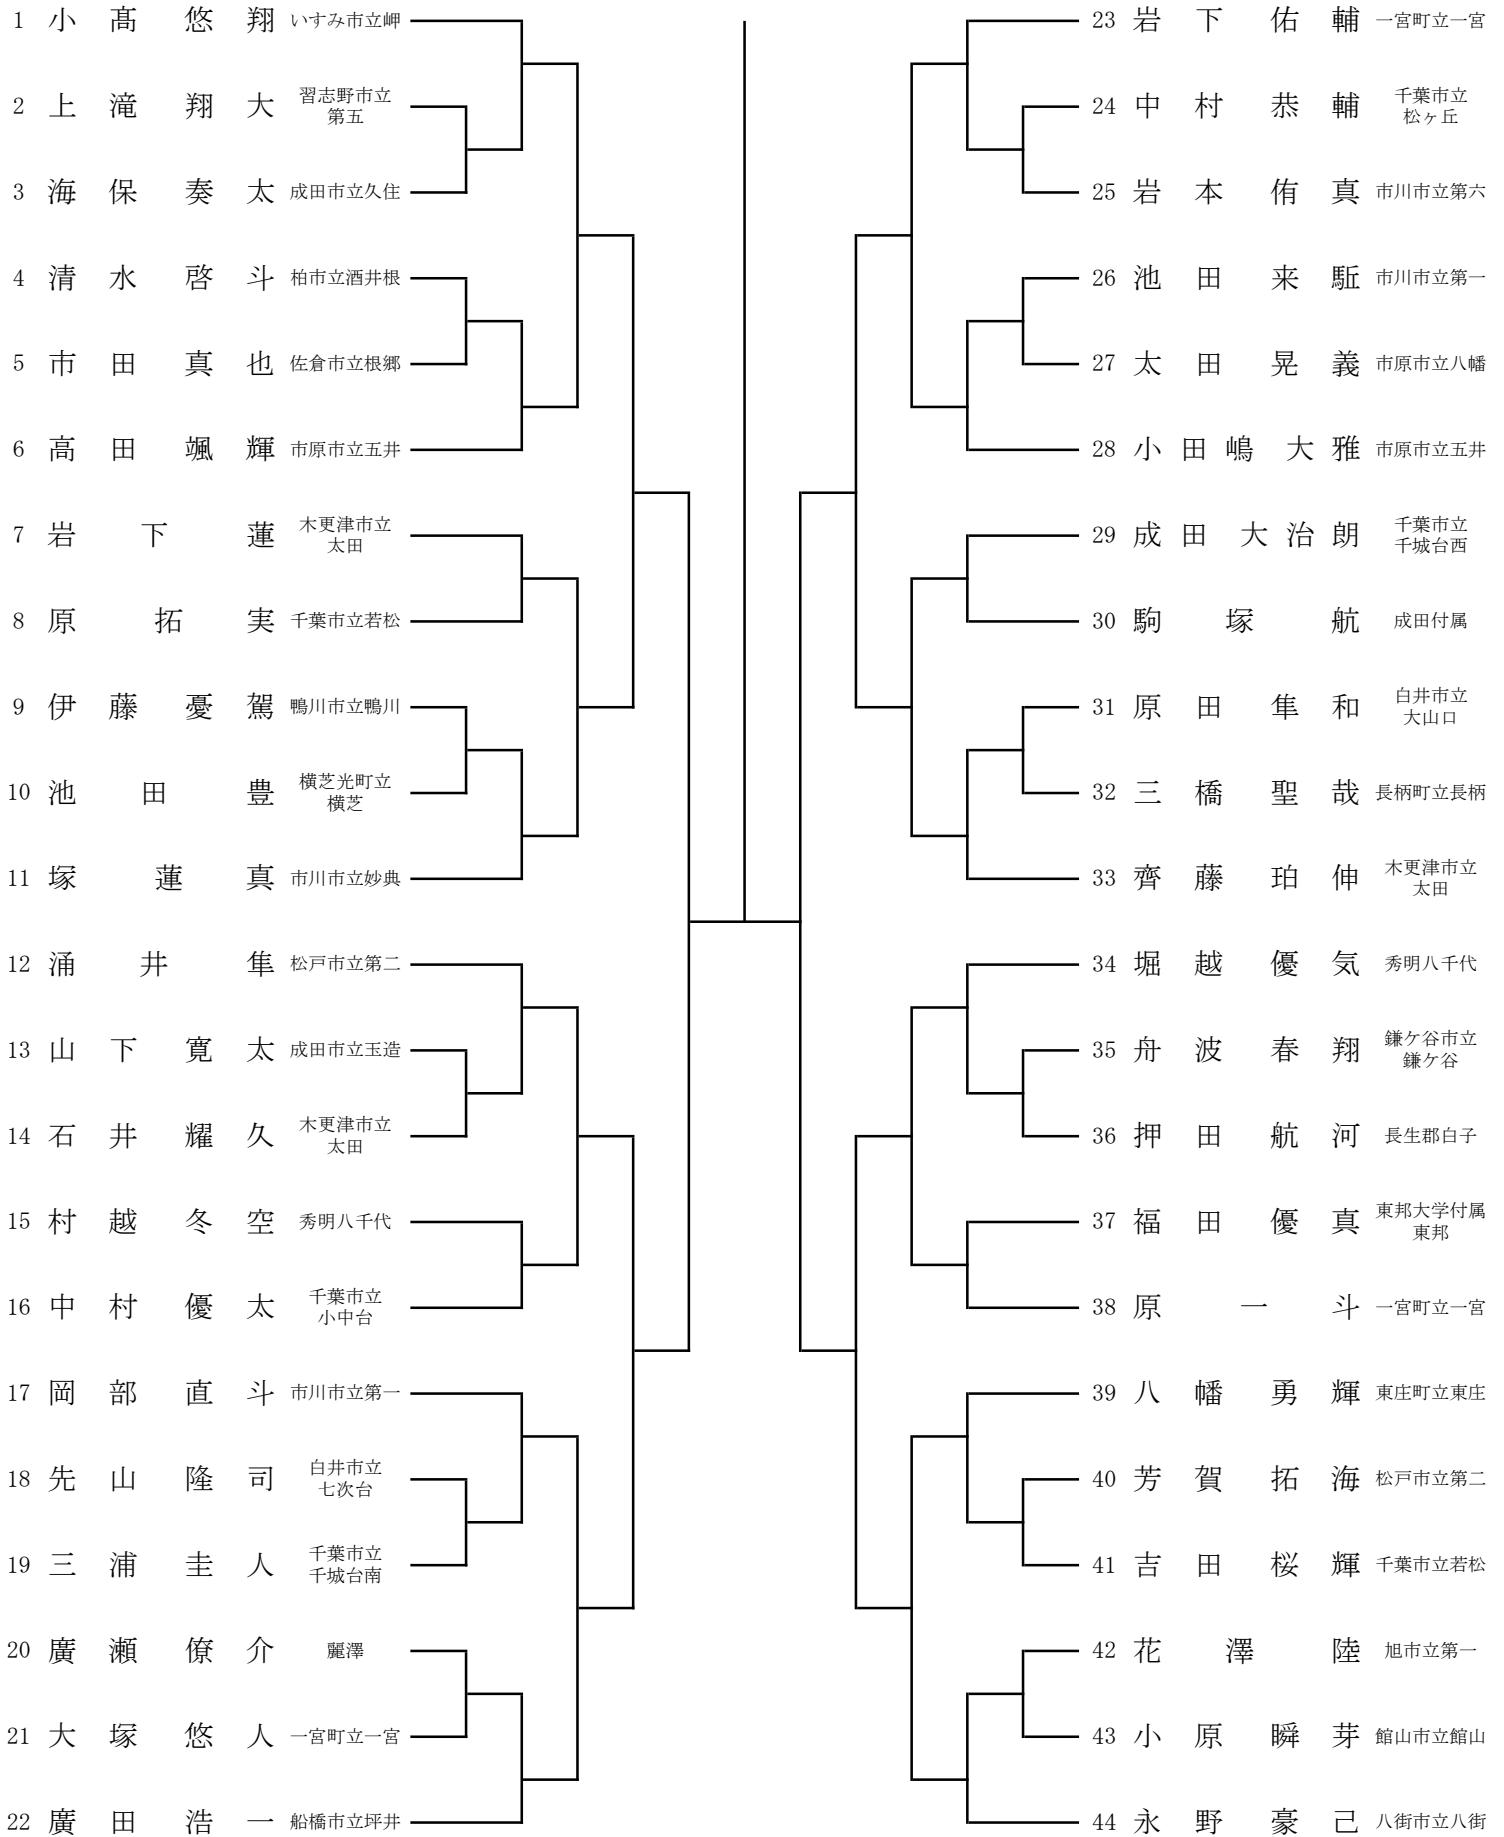 1 小髙 悠翔 いすみ市立岬
2 上滝 翔大 習志野市立
第五
3 海保 奏太 成田市立久住
4 清水 啓斗 柏市立酒井根
5 市田 真也 佐倉市立根郷
6 高田 颯輝 市原市立五井
7 岩下 蓮 木更津市立
太田
8 原 拓実 千葉市立若松
9 伊藤 憂篤 鴨川市立鴨川
10 池田 豊 横芝光町立
横芝
11 塚 蓮真 市川市立妙典
12 涌井 隼 松戸市立第二
13 山下 寛太 成田市立玉造
14 石井 耀久 木更津市立
太田
15 村越 冬空 秀明八千代
16 中村 優太 千葉市立
小中台
17 岡部 直斗 市川市立第一
18 先山 隆司 白井市立
七次台
19 三浦 圭人 千葉市立
千城台南
20 廣瀬 僚介 麗澤
21 大塚 悠人 一宮町立一宮
22 廣田 浩一 船橋市立坪井
23 岩下 佑輔 一宮町立一宮
24 中村 恭輔 千葉市立
松ヶ丘
25 岩本 侑真 市川市立第六
26 池田 来駈 市川市立第一
27 太田 晃義 市原市立八幡
28 小田嶋 大雅 市原市立五井
29 成田 大治朗 千葉市立
千城台西
30 駒塚 航 成田付属
31 原田 隼和 白井市立
大山口
32 三橋 聖哉 長柄町立長柄
33 齊藤 珀伸 木更津市立
太田
34 堀越 優気 秀明八千代
35 舟波 春翔 鎌ケ谷市立
鎌ケ谷
36 押田 航河 長生郡白子
37 福田 優真 東邦大学付属
東邦
38 原 一斗 一宮町立一宮
39 八幡 勇輝 東庄町立東庄
40 芳賀 拓海 松戸市立第二
41 吉田 桜輝 千葉市立若松
42 花澤 陸 旭市立第一
43 小原 瞬芽 館山市立館山
44 永野 豪己 八街市立八街